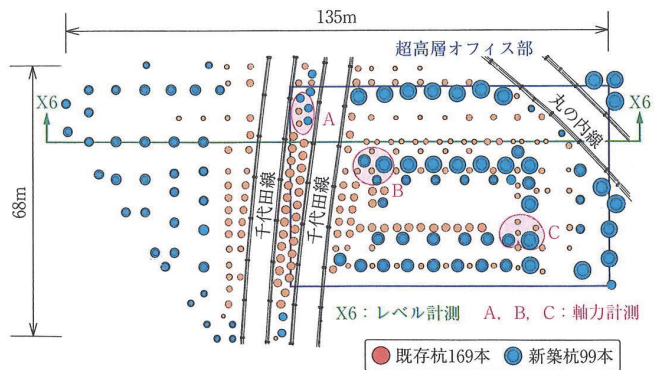 135m
超高層オフィス部
X6
X6
丸の内線
A
68m
千代田線
千代田線
B
C
X6：レベル計測 A, B, C：軸力計測
既存杭169本 新築杭99本